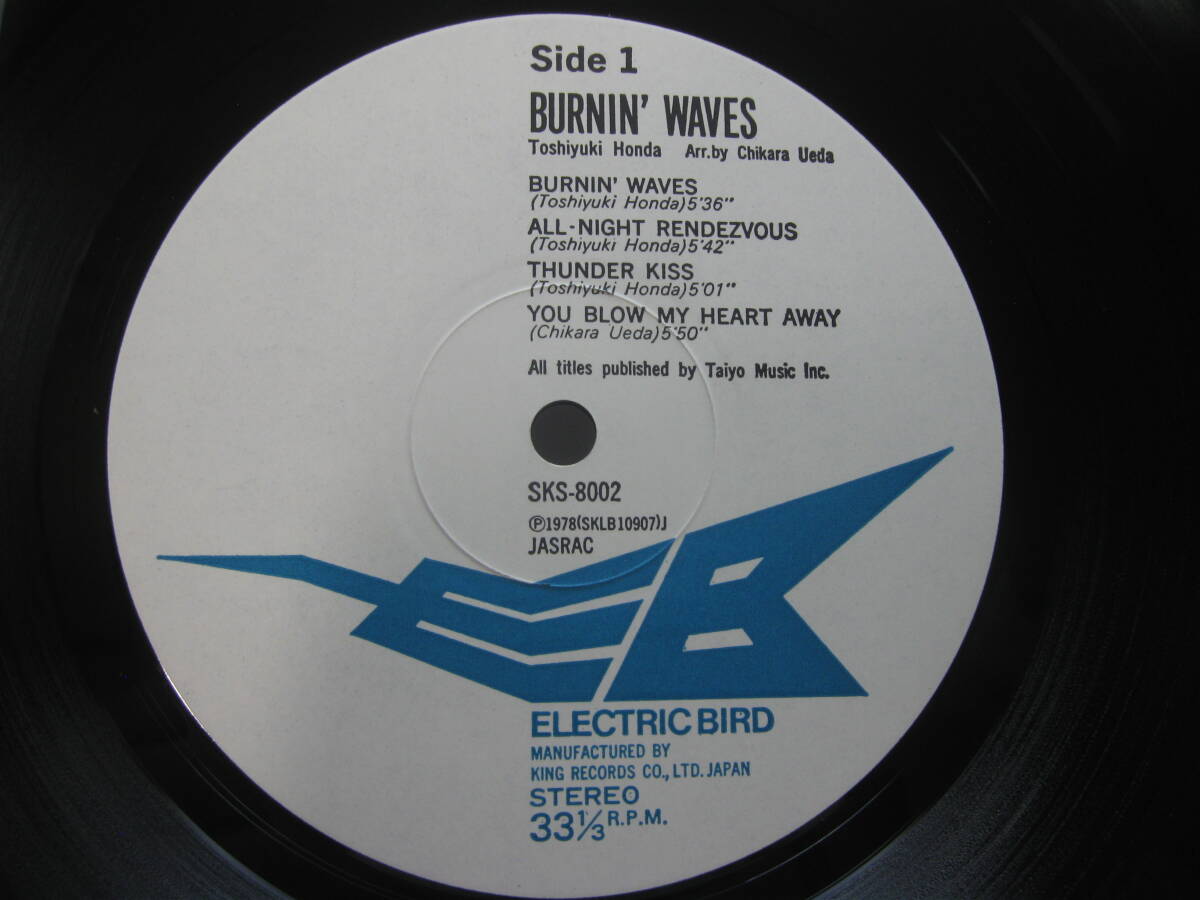 Side 1
BURNIN' WAVES
Toshiyuki Honda Arr.by Chikara Ueda
BURNIN' WAVES
(Toshiyuki Honda)5'36"
ALL-NIGHT RENDEZVOUS
(Toshiyuki Honda)5'42"
THUNDER KISS
(Toshiyuki Honda)5'01"
YOU BLOW MY HEART AWAY
(Chikara Ueda)5'50"
All titles published by Taiyo Music Inc.
SKS-8002
℗1978(SKLB10907)J
JASRAC
EB
ELECTRIC BIRD
MANUFACTURED BY
KING RECORDS CO., LTD. JAPAN
STEREO
33 1/3 R.P.M.